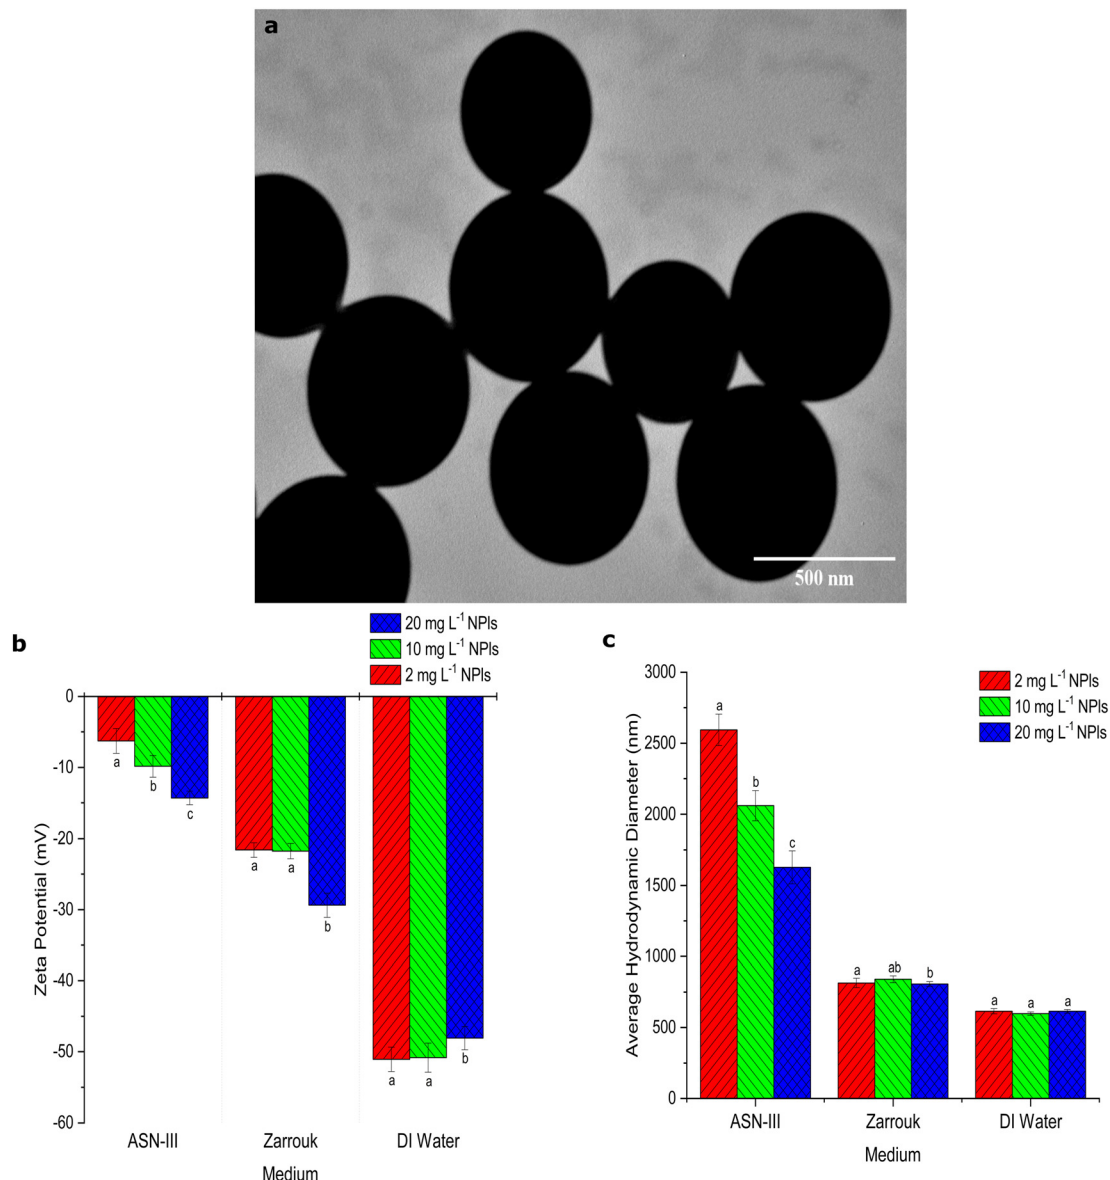 a
500 nm
b
20 mg L⁻¹ NPls
10 mg L⁻¹ NPls
2 mg L⁻¹ NPls
0
-10
-20
-30
-40
-50
-60
Zeta Potential (mV)
a
b
c
a
a
b
a
a
b
ASN-III
Zarrouk
DI Water
Medium
c
2 mg L⁻¹ NPls
10 mg L⁻¹ NPls
20 mg L⁻¹ NPls
3000
2500
2000
1500
1000
500
0
Average Hydrodynamic Diameter (nm)
a
b
c
a
ab
b
a
a
a
ASN-III
Zarrouk
DI Water
Medium